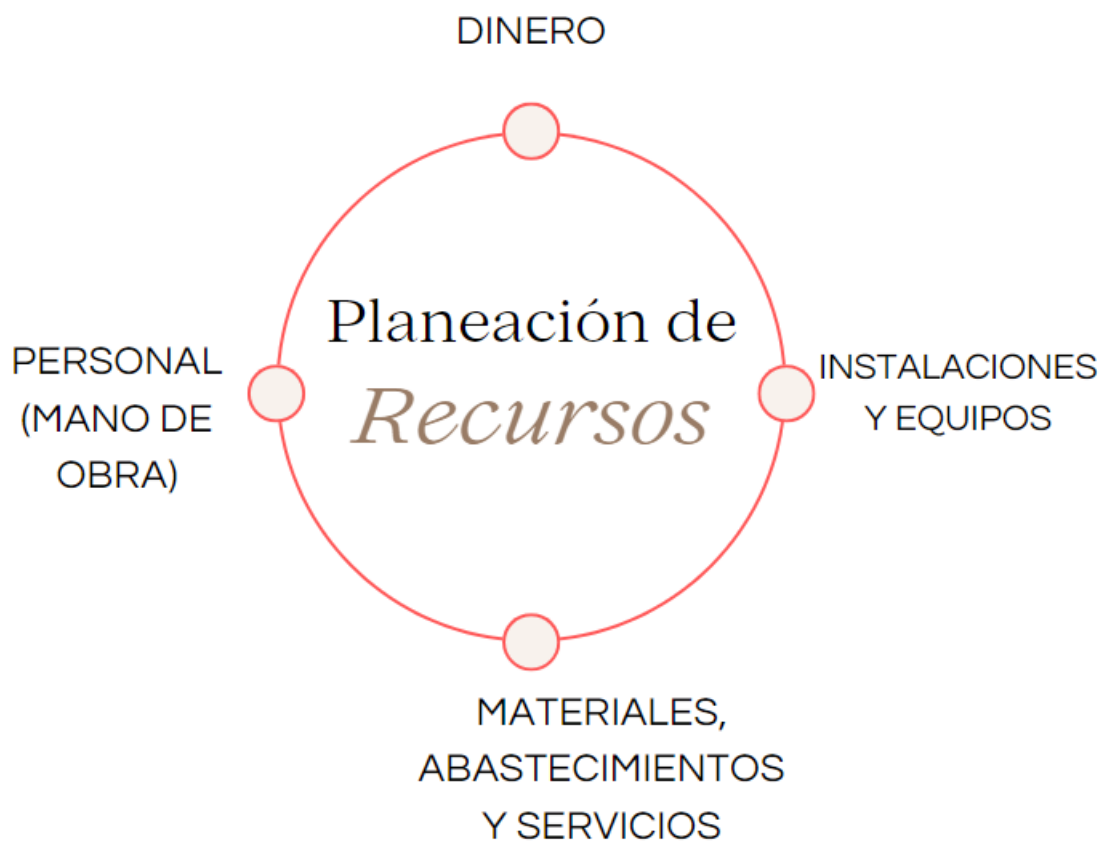 DINERO
Planeación de
Recursos
PERSONAL
(MANO DE
OBRA)
INSTALACIONES
Y EQUIPOS
MATERIALES,
ABASTECIMIENTOS
Y SERVICIOS